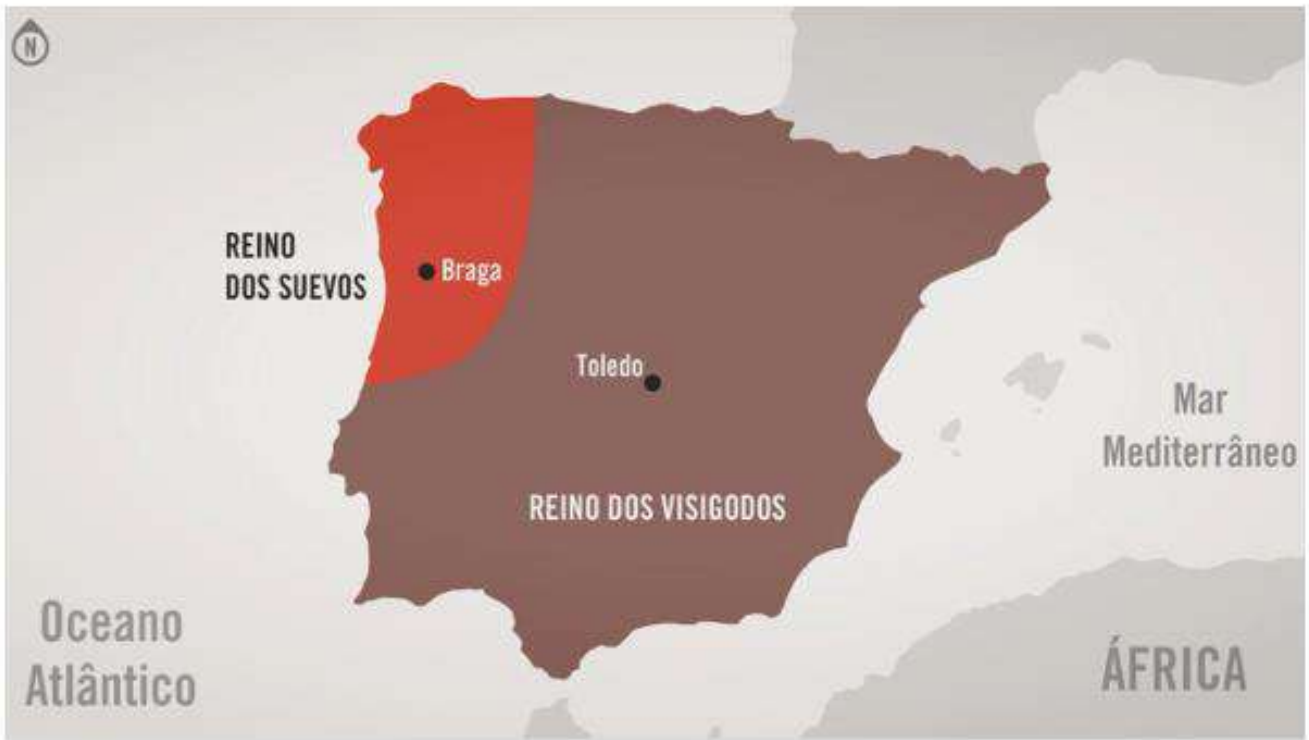 N
REINO
DOS SUEVOS
Braga
Toledo
Mar
Mediterrâneo
REINO DOS VISIGODOS
Oceano
Atlântico
ÁFRICA